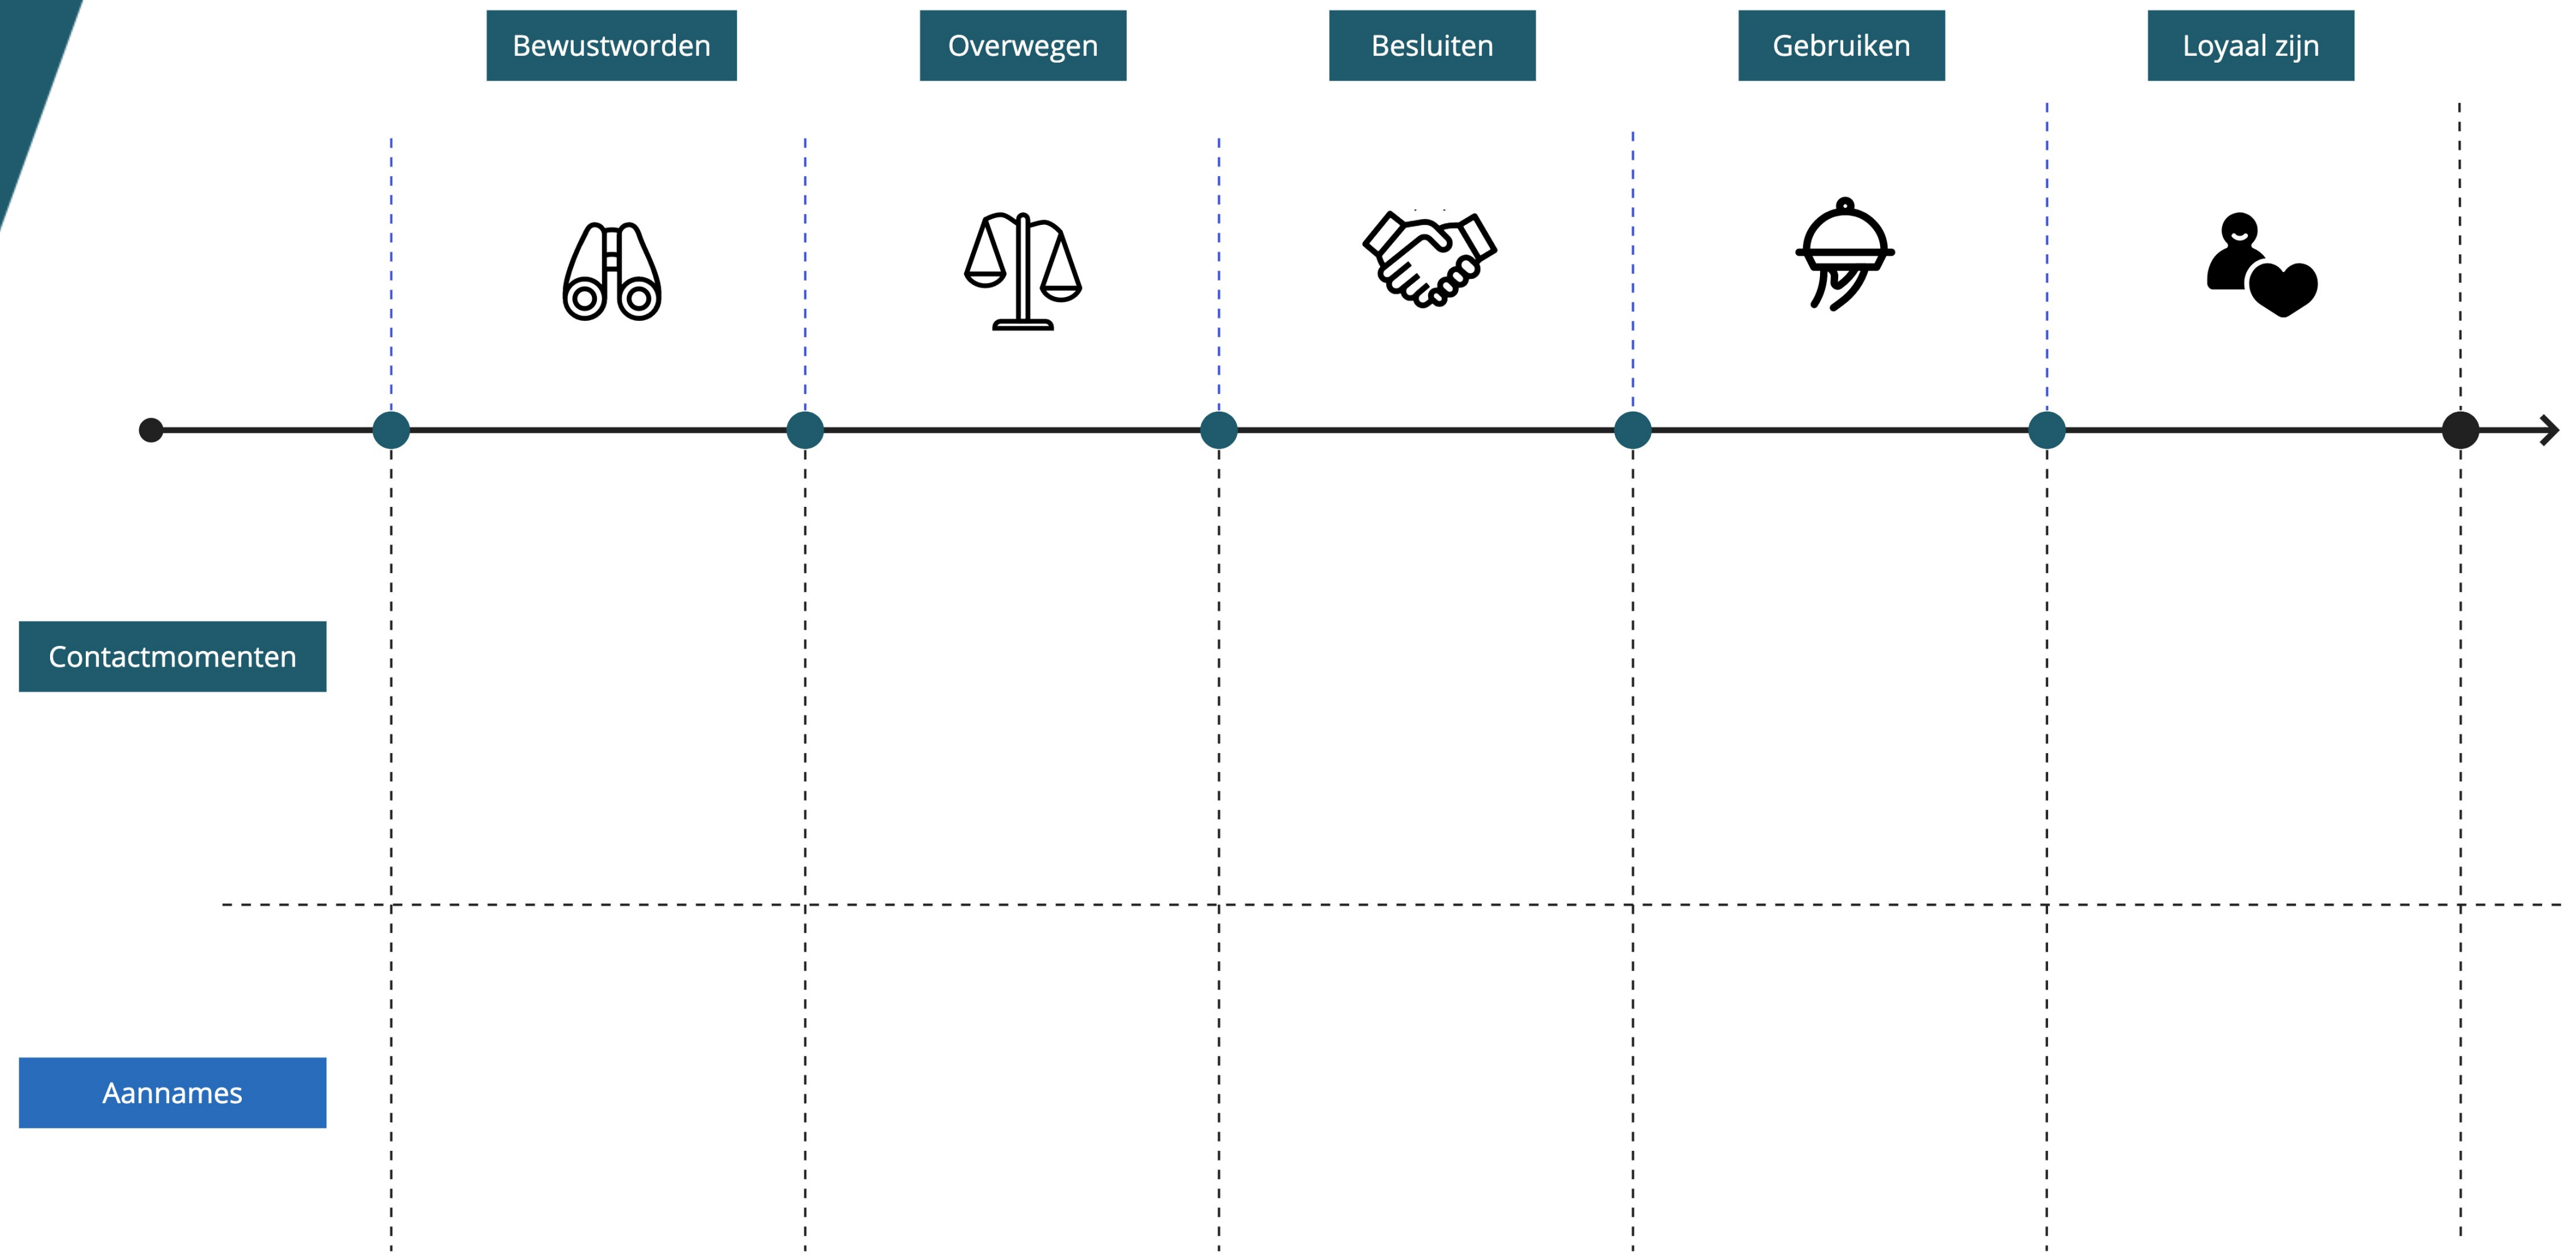 Bewustworden
Overwegen
Besluiten
Gebruiken
Loyaal zijn
Contactmomenten
Aannames